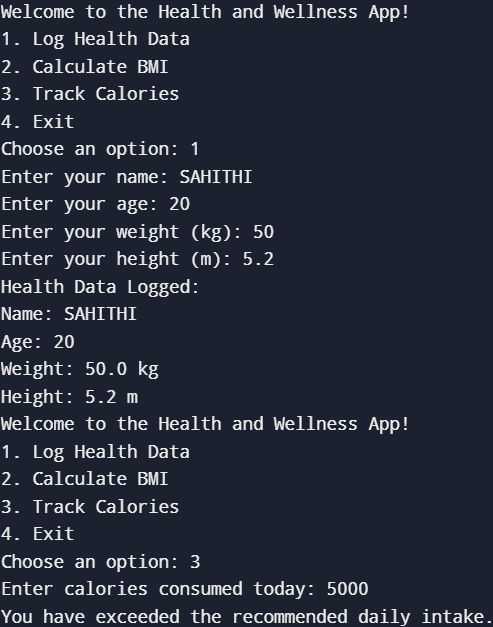 Welcome to the Health and Wellness App!
1. Log Health Data
2. Calculate BMI
3. Track Calories
4. Exit
Choose an option: 1
Enter your name: SAHITHI
Enter your age: 20
Enter your weight (kg): 50
Enter your height (m): 5.2
Health Data Logged:
Name: SAHITHI
Age: 20
Weight: 50.0 kg
Height: 5.2 m
Welcome to the Health and Wellness App!
1. Log Health Data
2. Calculate BMI
3. Track Calories
4. Exit
Choose an option: 3
Enter calories consumed today: 5000
You have exceeded the recommended daily intake.